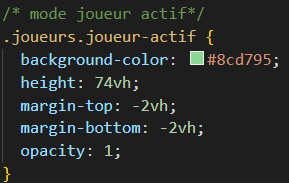 /* mode joueur actif*/
.joueurs.joueur-actif {
  background-color: #8cd795;
  height: 74vh;
  margin-top: -2vh;
  margin-bottom: -2vh;
  opacity: 1;
}